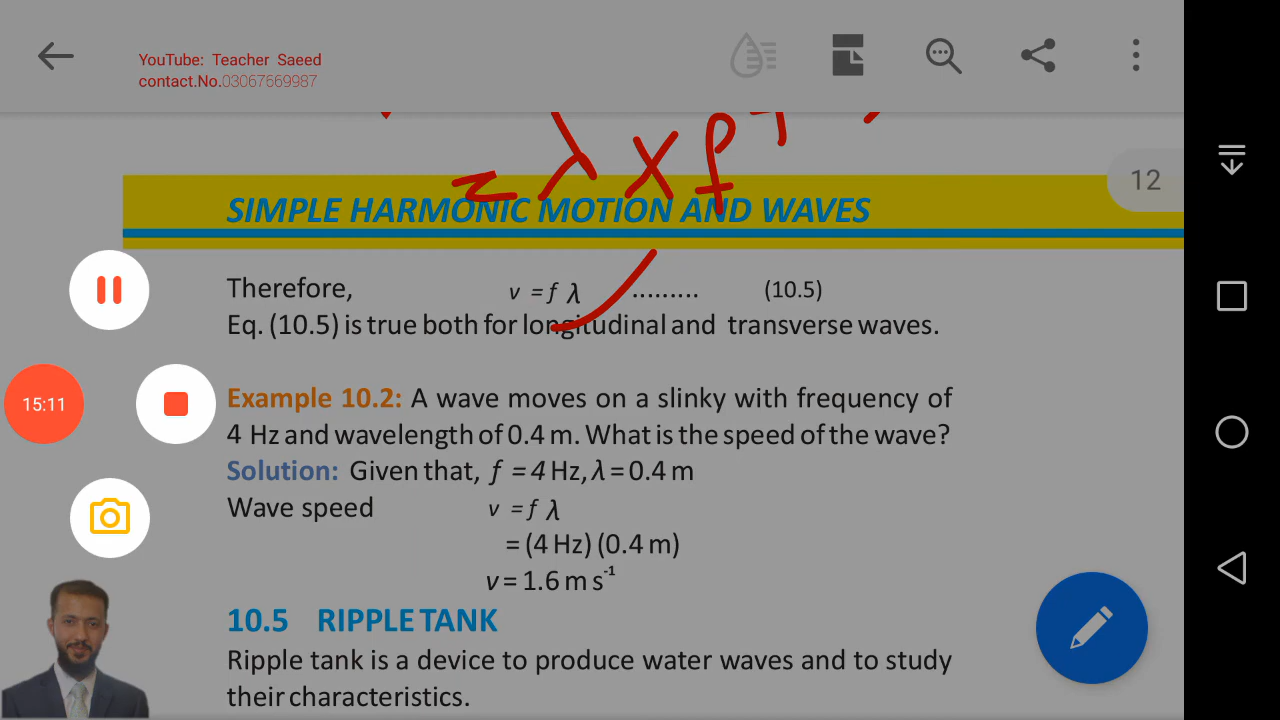 YouTube: Teacher Saeed
contact.No.03067669987
= λ × f
12
SIMPLE HARMONIC MOTION AND WAVES
Therefore, v = f λ ......... (10.5)
Eq. (10.5) is true both for longitudinal and transverse waves.
15:11
Example 10.2: A wave moves on a slinky with frequency of
4 Hz and wavelength of 0.4 m. What is the speed of the wave?
Solution: Given that, f = 4 Hz, λ = 0.4 m
Wave speed v = f λ
= (4 Hz) (0.4 m)
v = 1.6 m s⁻¹
10.5 RIPPLE TANK
Ripple tank is a device to produce water waves and to study
their characteristics.